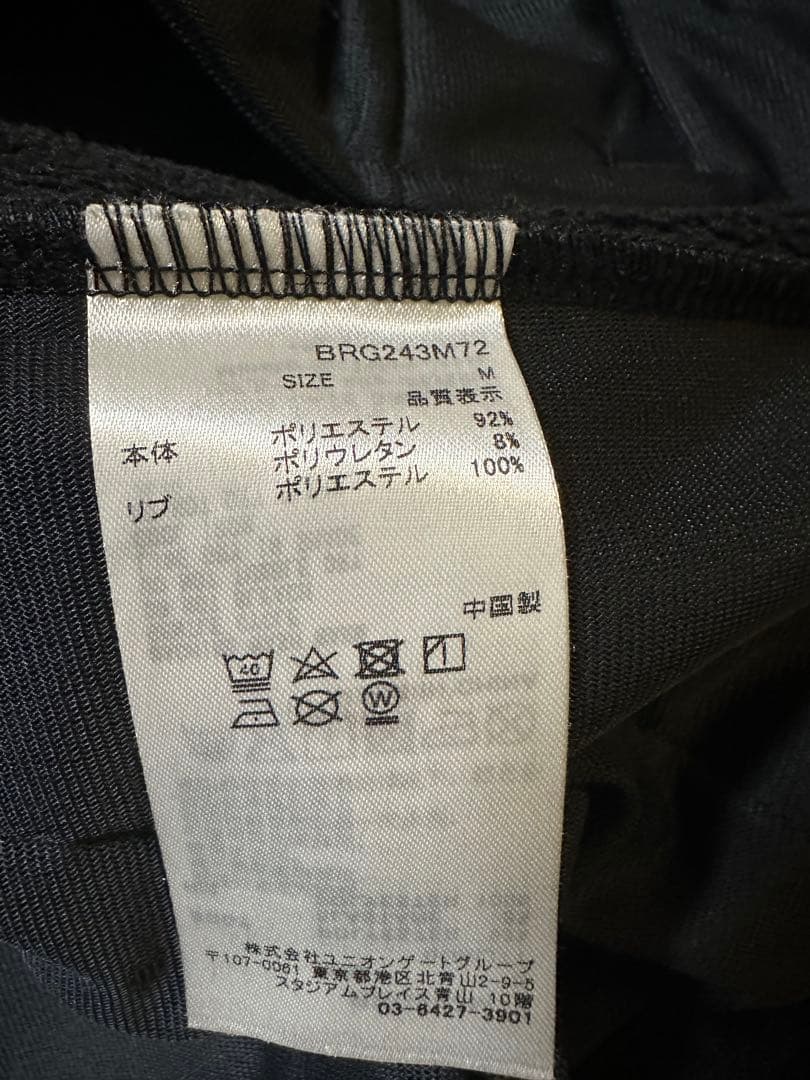 BRG243M72
SIZE M
品質表示
本体 ポリエステル 92%
ポリウレタン 8%
リブ ポリエステル 100%
中国製
40
W
株式会社ユニオンゲートグループ
〒107-0061 東京都港区北青山2-9-5
スタジアムプレイス青山 10階
03-6427-3901